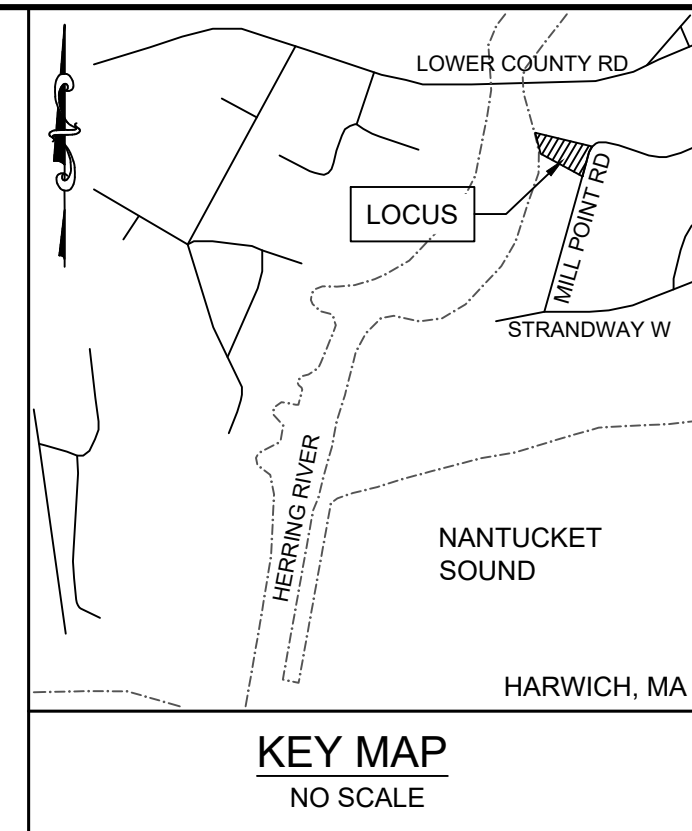 LOWER COUNTY RD
LOCUS
MILL POINT RD
STRANDWAY W
HERRING RIVER
NANTUCKET
SOUND
HARWICH, MA
KEY MAP
NO SCALE